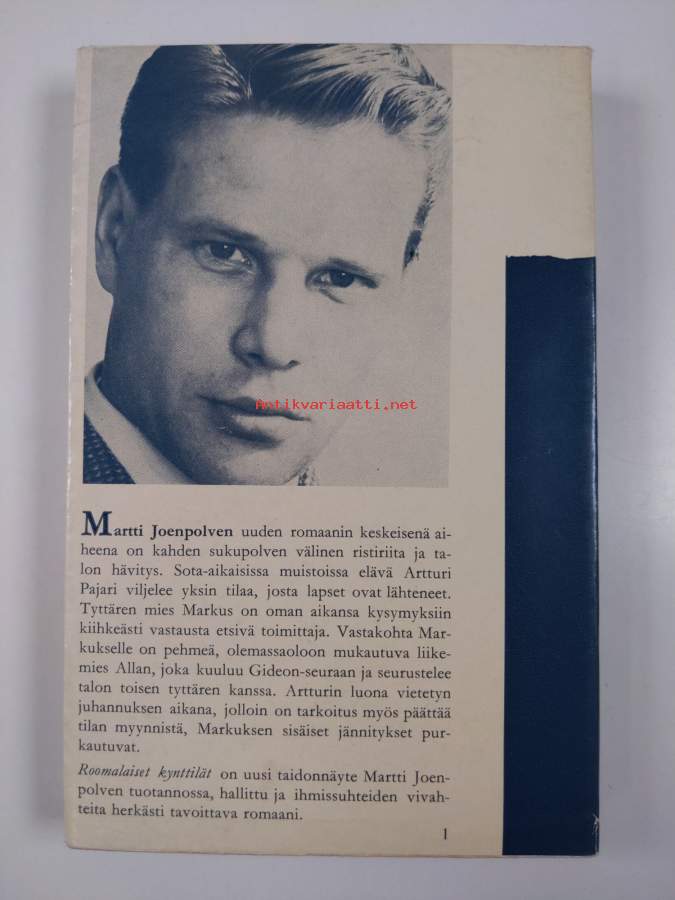 Antikvariaatti.net
Martti Joenpolven uuden romaanin keskeisenä ai-
heena on kahden sukupolven välinen ristiriita ja ta-
lon hävitys. Sota-aikaisissa muistoissa elävä Artturi
Pajari viljelee yksin tilaa, josta lapset ovat lähteneet.
Tyttären mies Markus on oman aikansa kysymyksiin
kiihkeästi vastausta etsivä toimittaja. Vastakohta Mar-
kukselle on pehmeä, olemassaoloon mukautuva liike-
mies Allan, joka kuuluu Gideon-seuraan ja seurustelee
talon toisen tyttären kanssa. Artturin luona vietetyn
juhannuksen aikana, jolloin on tarkoitus myös päättää
tilan myynnistä, Markuksen sisäiset jännitykset pur-
kautuvat.
Roomalaiset kynttilät on uusi taidonnäyte Martti Joen-
polven tuotannossa, hallittu ja ihmissuhteiden vivah-
teita herkästi tavoittava romaani.
1